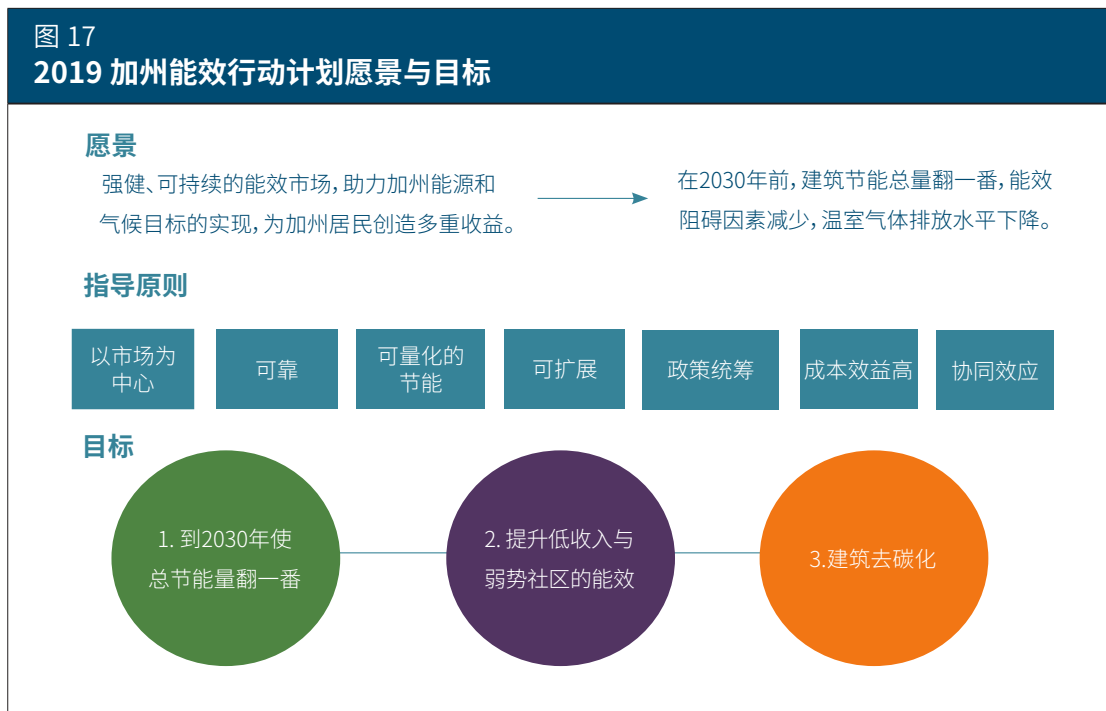 图 17
2019 加州能效行动计划愿景与目标
愿景
强健、可持续的能效市场，助力加州能源和
气候目标的实现，为加州居民创造多重收益。
在2030年前，建筑节能总量翻一番，能效
阻碍因素减少，温室气体排放水平下降。
指导原则
以市场为
中心
可靠
可量化的
节能
可扩展
政策统筹
成本效益高
协同效应
目标
1. 到2030年使
总节能量翻一番
2. 提升低收入与
弱势社区的能效
3.建筑去碳化